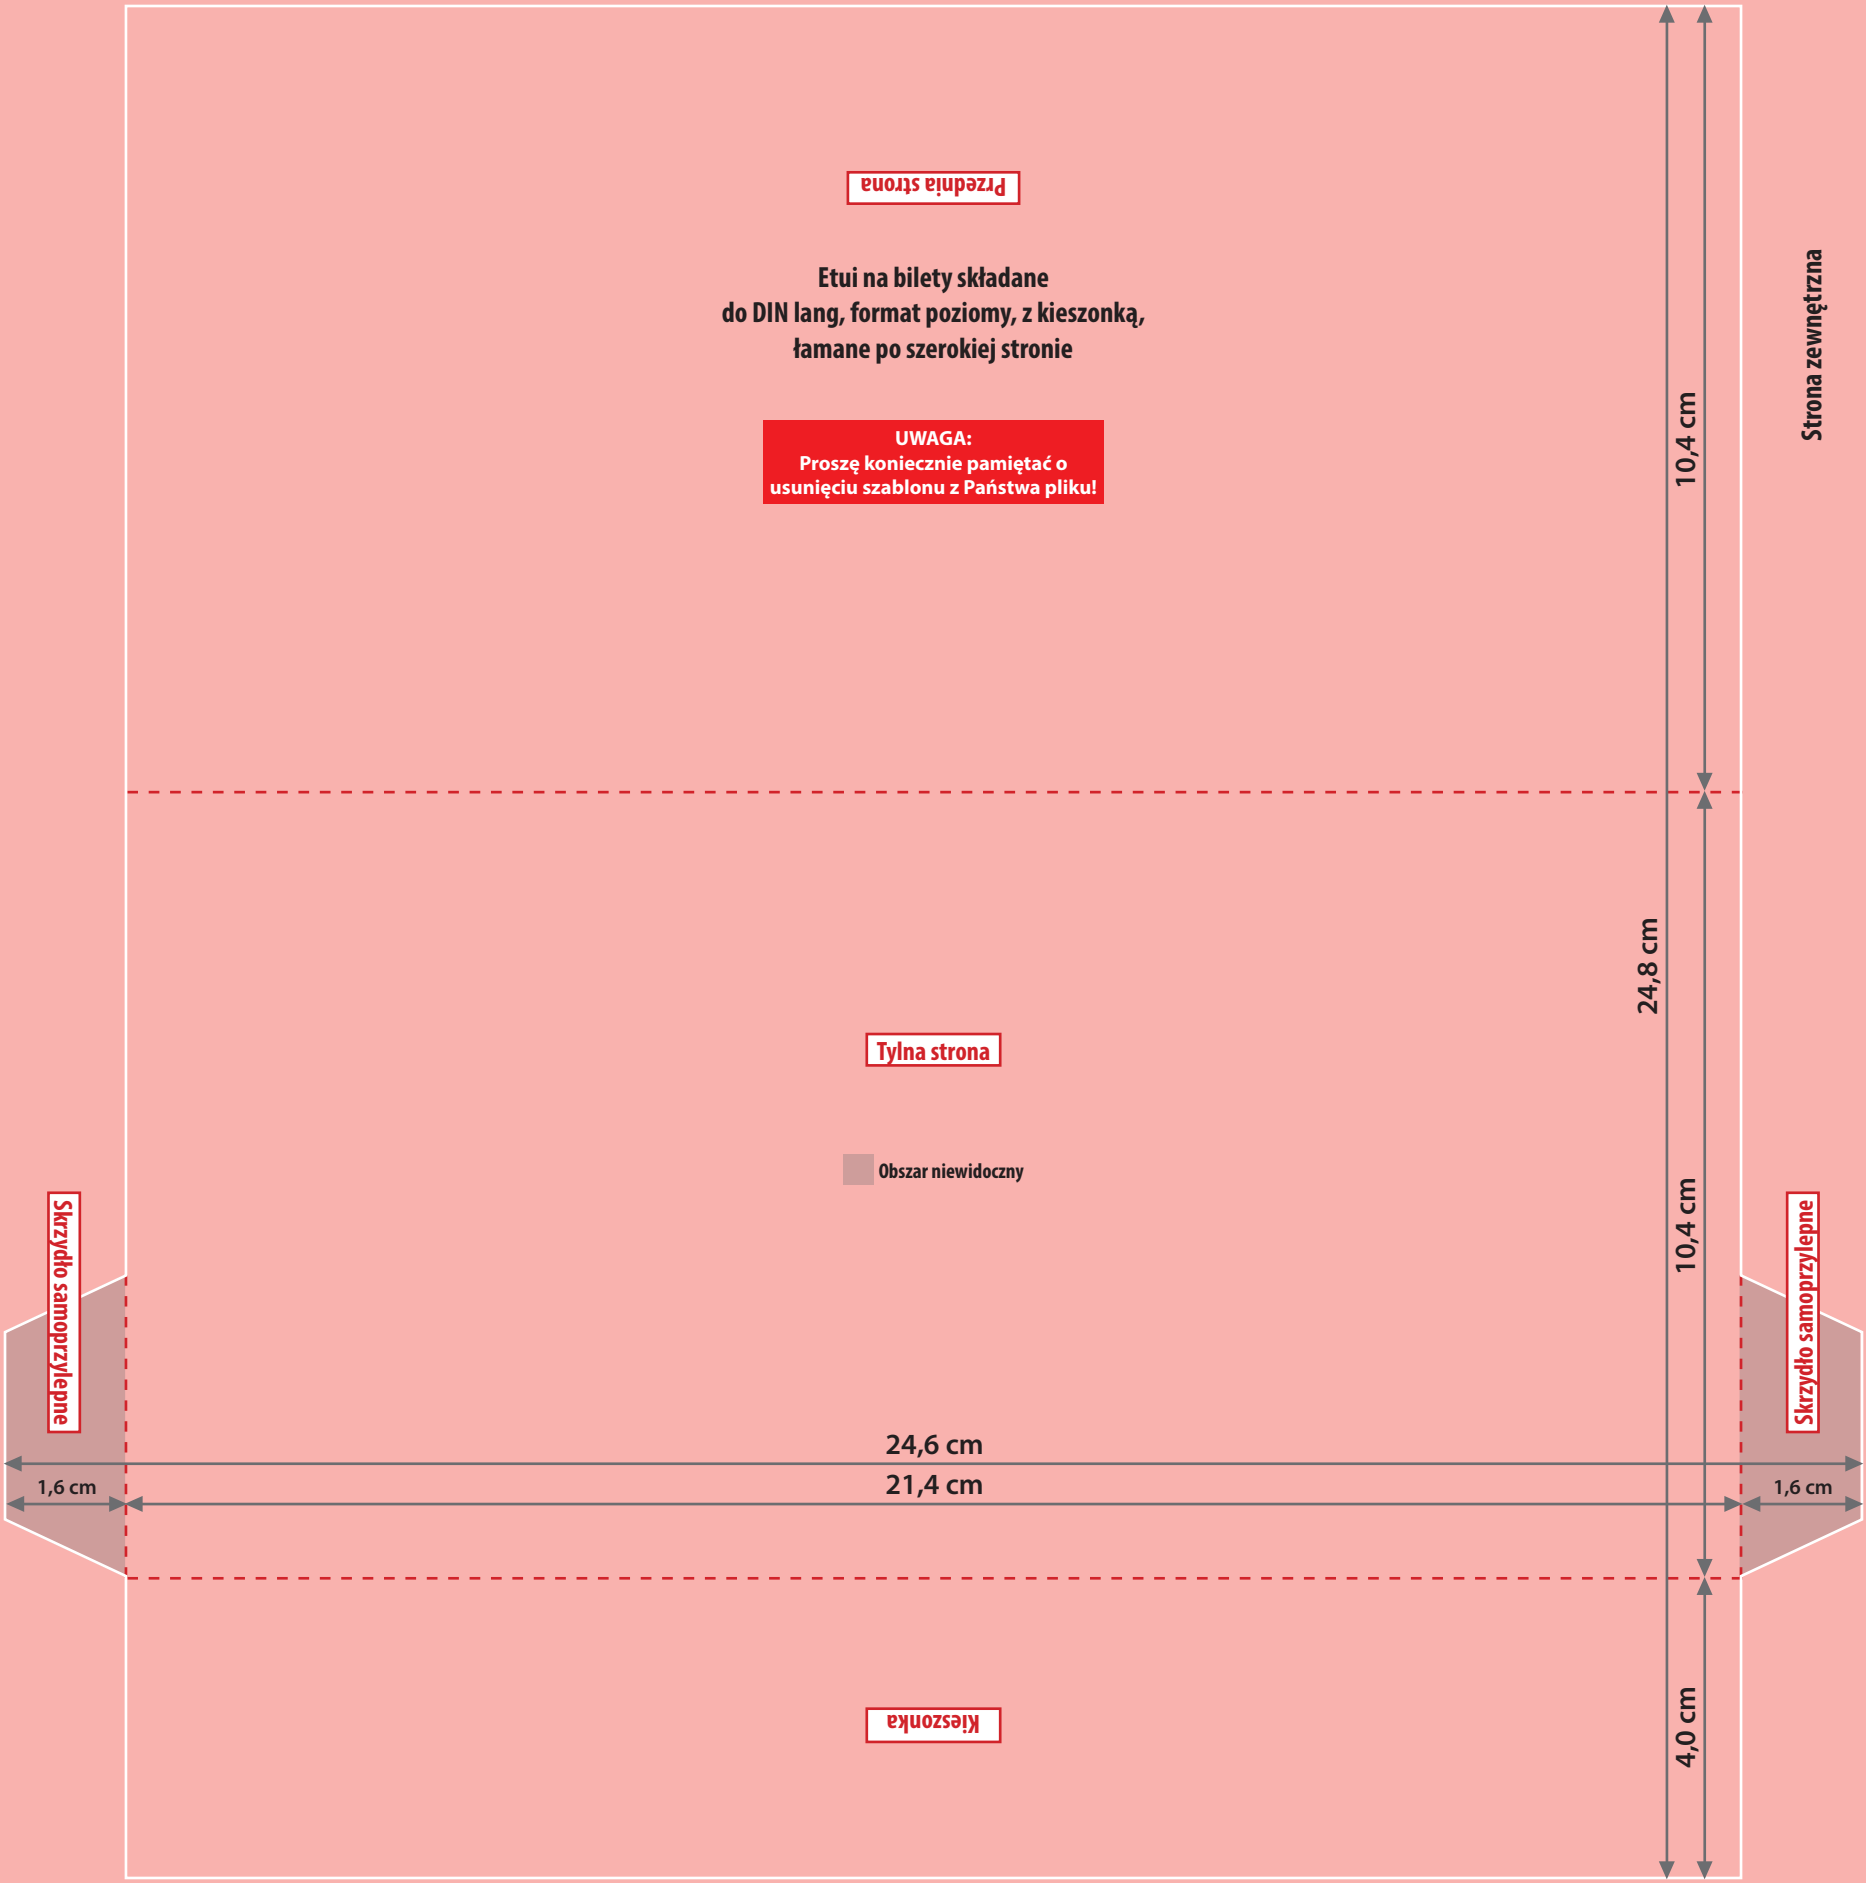 Przednia strona
Etui na bilety składane
do DIN lang, format poziomy, z kieszonką,
łamane po szerokiej stronie
UWAGA:
Proszę koniecznie pamiętać o
usunięciu szablonu z Państwa pliku!
Strona zewnętrzna
10,4 cm
24,8 cm
Tylna strona
Obszar niewidoczny
10,4 cm
Skrzydło samoprzylepne
Skrzydło samoprzylepne
24,6 cm
1,6 cm
21,4 cm
1,6 cm
Kieszonka
4,0 cm